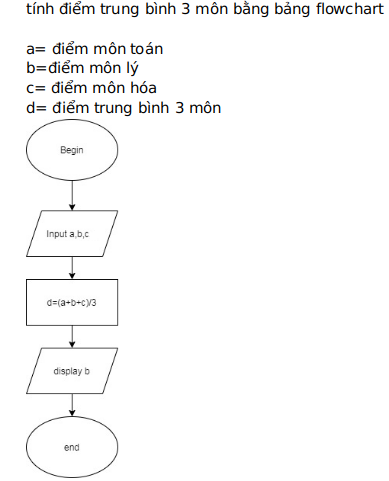 tính điểm trung bình 3 môn bằng bảng flowchart
a= điểm môn toán
b=điểm môn lý
c= điểm môn hóa
d= điểm trung bình 3 môn
Begin
Input a,b,c
d=(a+b+c)/3
display b
end